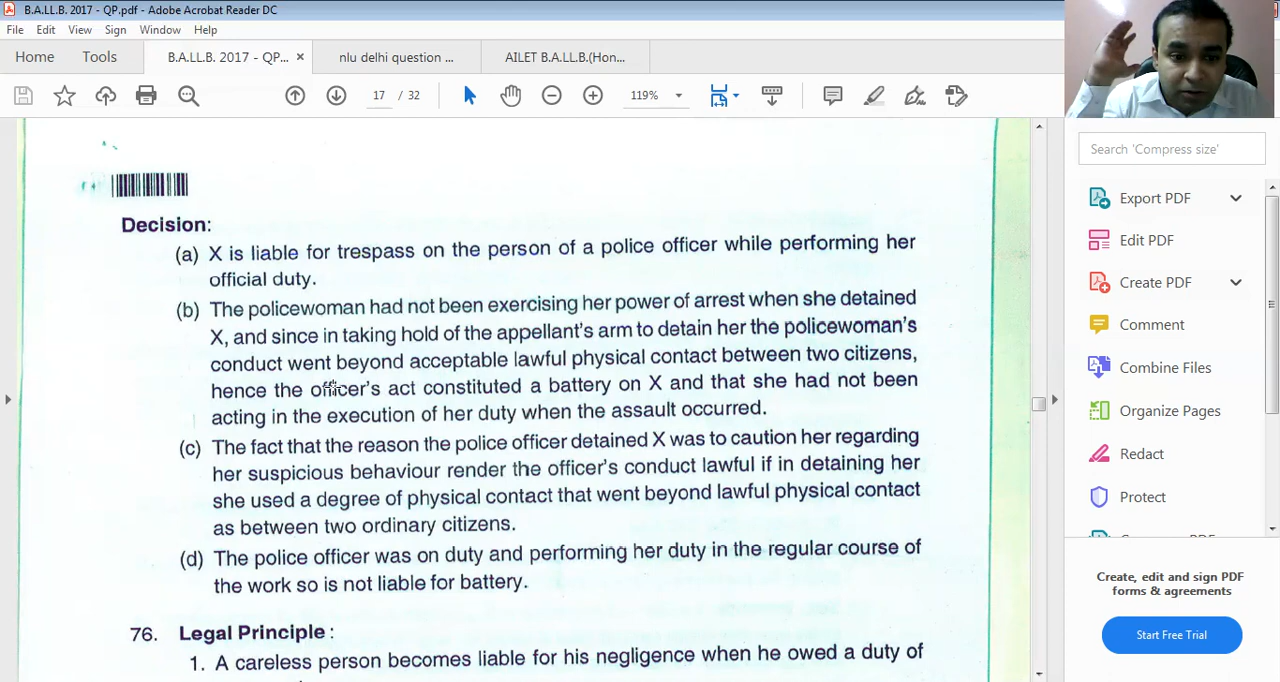 B.A.LL.B. 2017 - QP.pdf - Adobe Acrobat Reader DC
File Edit View Sign Window Help
Home Tools B.A.LL.B. 2017 - QP... × nlu delhi question ... AILET B.A.LL.B.(Hon...
17 / 32 119%
Search 'Compress size'
Decision:
(a) X is liable for trespass on the person of a police officer while performing her
official duty.
(b) The policewoman had not been exercising her power of arrest when she detained
X, and since in taking hold of the appellant's arm to detain her the policewoman's
conduct went beyond acceptable lawful physical contact between two citizens,
hence the officer's act constituted a battery on X and that she had not been
acting in the execution of her duty when the assault occurred.
(c) The fact that the reason the police officer detained X was to caution her regarding
her suspicious behaviour render the officer's conduct lawful if in detaining her
she used a degree of physical contact that went beyond lawful physical contact
as between two ordinary citizens.
(d) The police officer was on duty and performing her duty in the regular course of
the work so is not liable for battery.
76. Legal Principle :
1. A careless person becomes liable for his negligence when he owed a duty of
Export PDF
Edit PDF
Create PDF
Comment
Combine Files
Organize Pages
Redact
Protect
Create, edit and sign PDF
forms & agreements
Start Free Trial